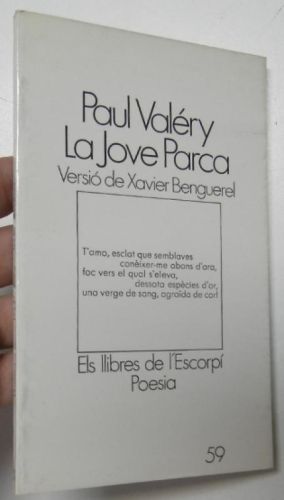 Paul Valéry
La Jove Parca
Versió de Xavier Benguerel
T'amo, esclat que semblaves
conèixer-me abans d'ara,
foc vers el qual s'eleva,
dessota espècies d'or,
una verge de sang, agraïda de cor!
Els llibres de l'Escorpí
Poesia
59